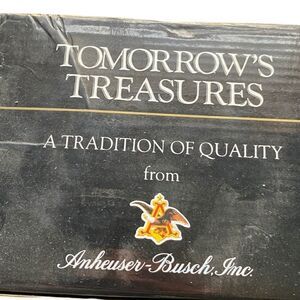 TOMORROW'S
TREASURES
A TRADITION OF QUALITY
from
A
Anheuser-Busch, Inc.